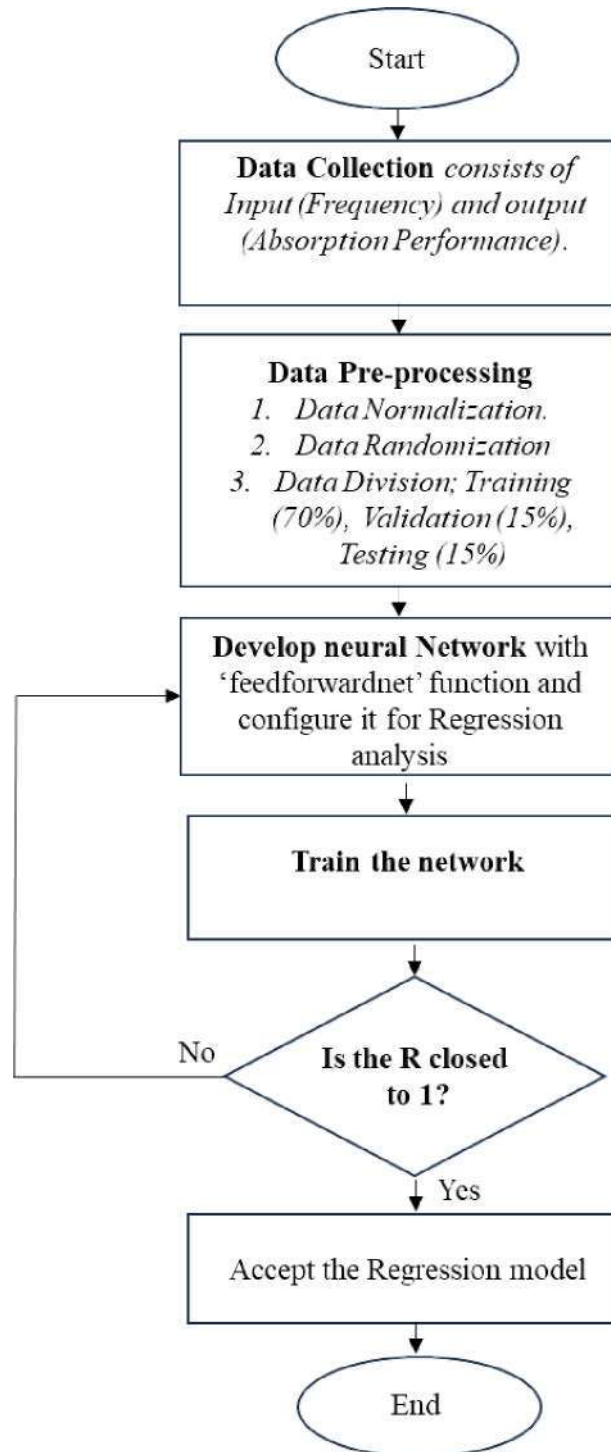 Start
Data Collection consists of
Input (Frequency) and output
(Absorption Performance).
Data Pre-processing
1. Data Normalization.
2. Data Randomization
3. Data Division; Training
(70%), Validation (15%),
Testing (15%)
Develop neural Network with
‘feedforwardnet’ function and
configure it for Regression
analysis
Train the network
No
Is the R closed
to 1?
Yes
Accept the Regression model
End